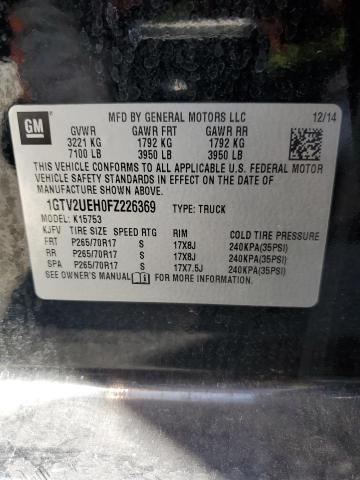 GM
MFD BY GENERAL MOTORS LLC 12/14
GVWR GAWR FRT GAWR RR
3221 KG 1792 KG 1792 KG
7100 LB 3950 LB 3950 LB
THIS VEHICLE CONFORMS TO ALL APPLICABLE U.S. FEDERAL MOTOR
VEHICLE SAFETY STANDARDS IN EFFECT ON THE DATE OF
MANUFACTURE SHOWN ABOVE.
1GTV2UEH0FZ226369 TYPE: TRUCK
MODEL: K15753
KJFV TIRE SIZE SPEED RTG RIM COLD TIRE PRESSURE
FRT P265/70R17 S 17X8J 240KPA(35PSI)
RR P265/70R17 S 17X8J 240KPA(35PSI)
SPA P265/70R17 S 17X7.5J 240KPA(35PSI)
SEE OWNER'S MANUAL FOR MORE INFORMATION.